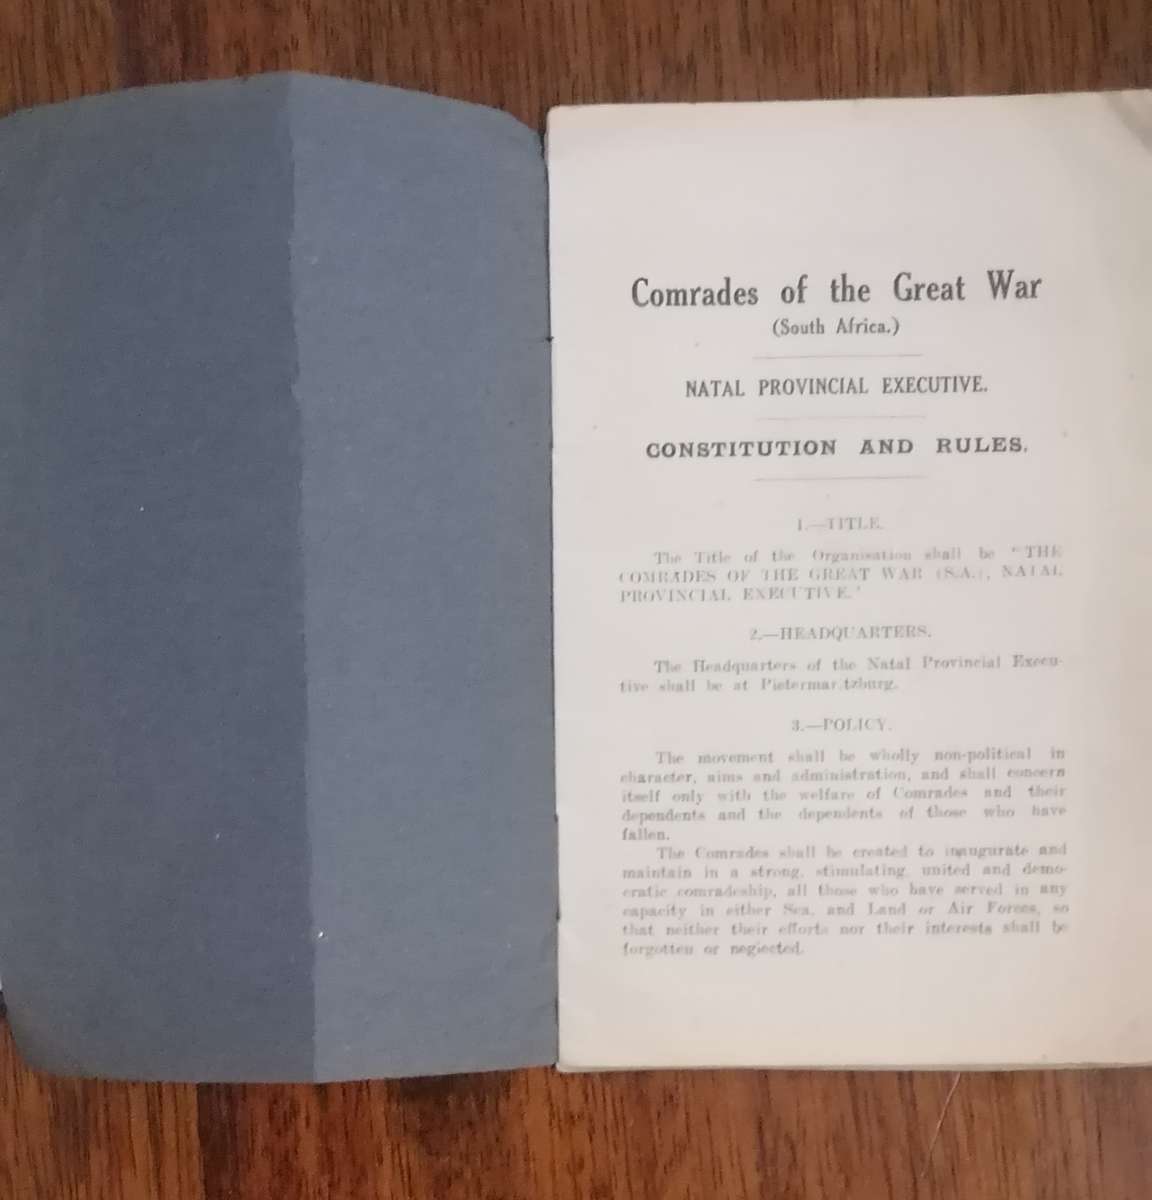 Comrades of the Great War
(South Africa.)
NATAL PROVINCIAL EXECUTIVE.
CONSTITUTION AND RULES.
1.—TITLE.
The Title of the Organisation shall be "THE
COMRADES OF THE GREAT WAR (S.A.), NATAL
PROVINCIAL EXECUTIVE."
2.—HEADQUARTERS.
The Headquarters of the Natal Provincial Execu-
tive shall be at Pietermar tzburg.
3.—POLICY.
The movement shall be wholly non-political in
character, aims and administration, and shall concern
itself only with the welfare of Comrades and their
dependents and the dependents of those who have
fallen.
The Comrades shall be created to inaugurate and
maintain in a strong, stimulating, united and demo-
cratic comradeship, all those who have served in any
capacity in either Sea, and Land or Air Forces, so
that neither their efforts nor their interests shall be
forgotten or neglected.